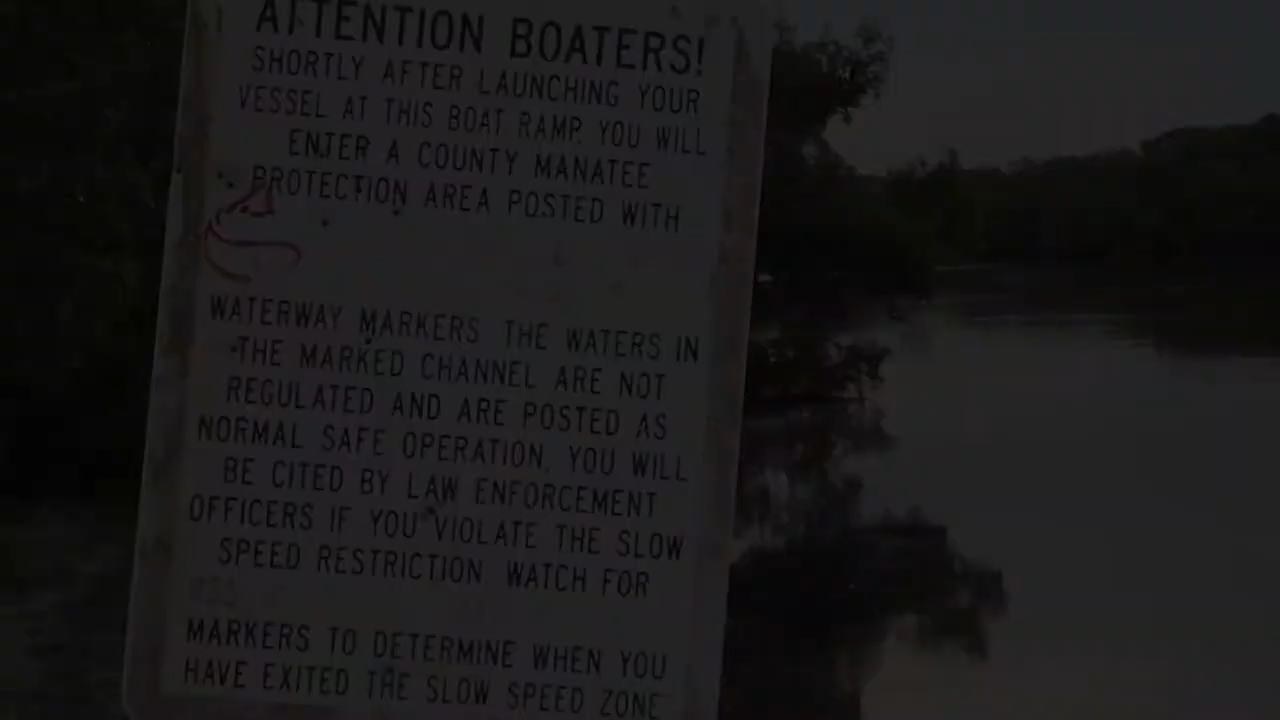 ATTENTION BOATERS!
SHORTLY AFTER LAUNCHING YOUR
VESSEL AT THIS BOAT RAMP. YOU WILL
ENTER A COUNTY MANATEE
PROTECTION AREA POSTED WITH
WATERWAY MARKERS THE WATERS IN
THE MARKED CHANNEL ARE NOT
REGULATED AND ARE POSTED AS
NORMAL SAFE OPERATION. YOU WILL
BE CITED BY LAW ENFORCEMENT
OFFICERS IF YOU VIOLATE THE SLOW
SPEED RESTRICTION WATCH FOR
MARKERS TO DETERMINE WHEN YOU
HAVE EXITED THE SLOW SPEED ZONE